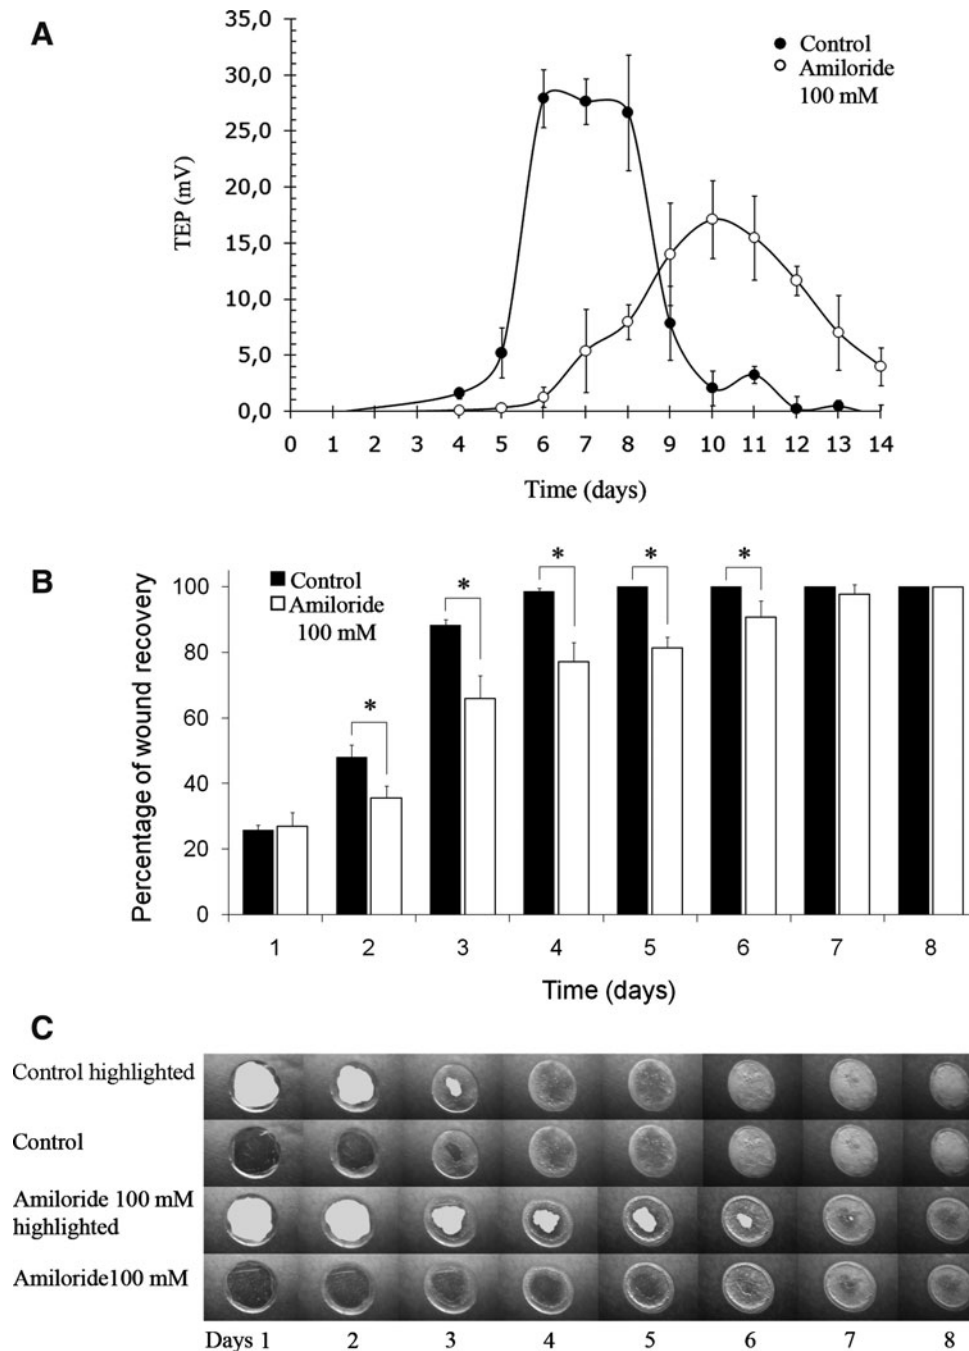 A
35,0
30,0
25,0
20,0
15,0
10,0
5,0
0,0
TEP (mV)
Control
Amiloride
100 mM
0 1 2 3 4 5 6 7 8 9 10 11 12 13 14
Time (days)
B
100
80
60
40
20
0
Percentage of wound recovery
Control
Amiloride
100 mM
* * * * *
1 2 3 4 5 6 7 8
Time (days)
C
Control highlighted
Control
Amiloride 100 mM
highlighted
Amiloride100 mM
Days 1 2 3 4 5 6 7 8